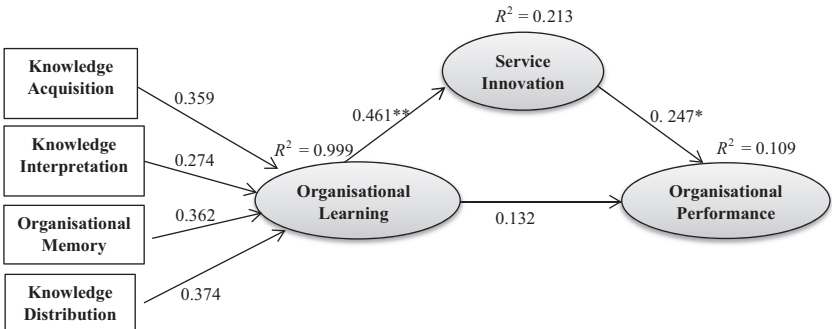 R² = 0.213
Service
Innovation
Knowledge
Acquisition
0.359
0.461**
0. 247*
Knowledge
Interpretation
0.274
R² = 0.999
R² = 0.109
Organisational
Learning
0.132
Organisational
Performance
Organisational
Memory
0.362
Knowledge
Distribution
0.374